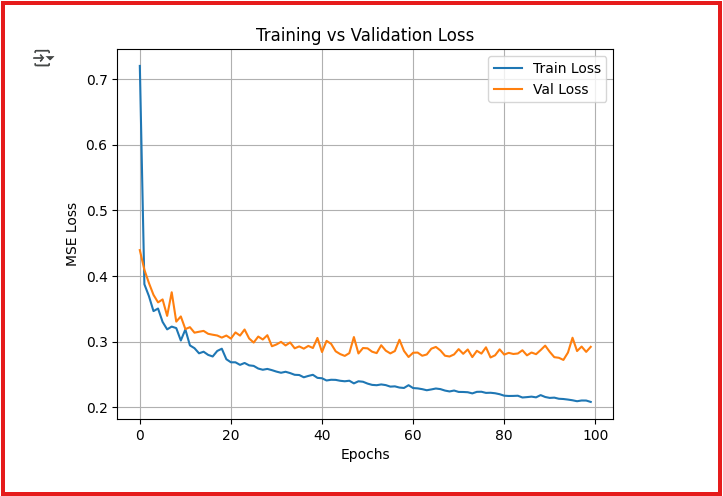 Training vs Validation Loss
Train Loss
Val Loss
0.7
0.6
0.5
0.4
0.3
0.2
MSE Loss
0 20 40 60 80 100
Epochs